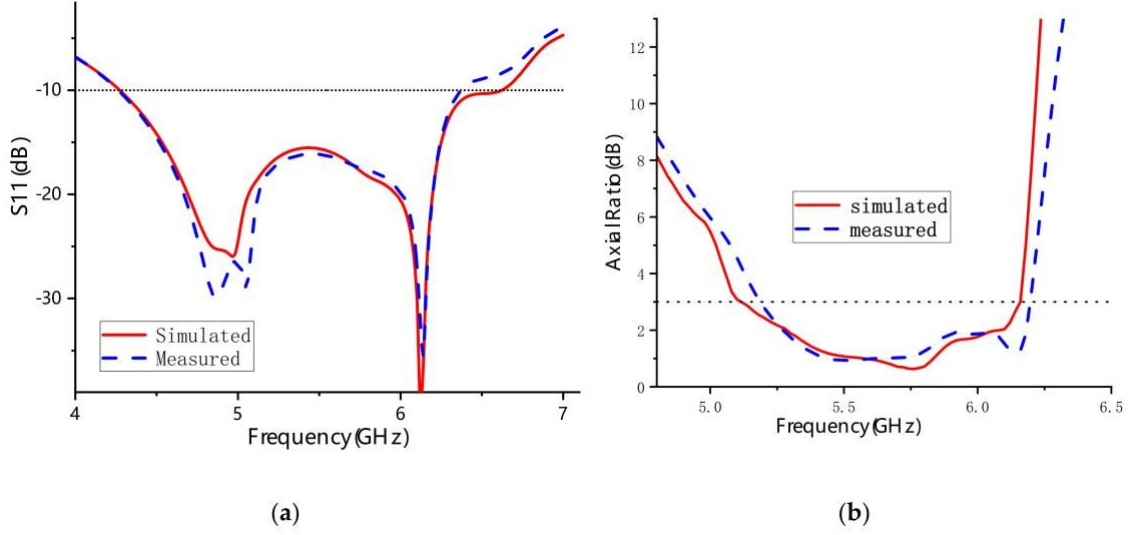 -10
-20
-30
S11 (dB)
Simulated
Measured
4
5
6
7
Frequency(GHz)
(a)
12
10
8
6
4
2
0
Axial Ratio(dB)
simulated
measured
5.0
5.5
6.0
6.5
Frequency(GHz)
(b)